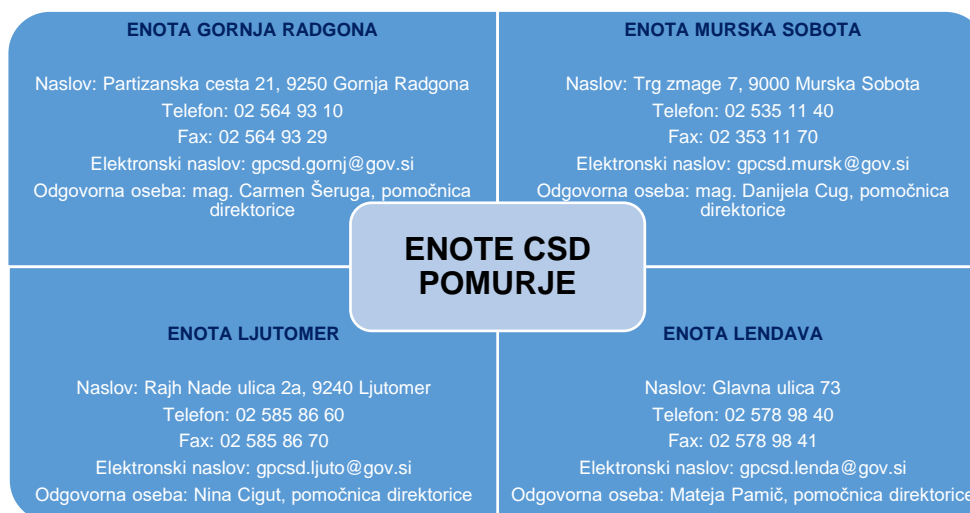 ENOTA GORNJA RADGONA
Naslov: Partizanska cesta 21, 9250 Gornja Radgona
Telefon: 02 564 93 10
Fax: 02 564 93 29
Elektronski naslov: gpcsd.gornj@gov.si
Odgovorna oseba: mag. Carmen Šeruga, pomočnica
direktorice
ENOTA MURSKA SOBOTA
Naslov: Trg zmage 7, 9000 Murska Sobota
Telefon: 02 535 11 40
Fax: 02 353 11 70
Elektronski naslov: gpcsd.mursk@gov.si
Odgovorna oseba: mag. Danijela Cug, pomočnica
direktorice
ENOTE CSD
POMURJE
ENOTA LJUTOMER
Naslov: Rajh Nade ulica 2a, 9240 Ljutomer
Telefon: 02 585 86 60
Fax: 02 585 86 70
Elektronski naslov: gpcsd.ljuto@gov.si
Odgovorna oseba: Nina Cigut, pomočnica direktorice
ENOTA LENDAVA
Naslov: Glavna ulica 73
Telefon: 02 578 98 40
Fax: 02 578 98 41
Elektronski naslov: gpcsd.lenda@gov.si
Odgovorna oseba: Mateja Pamič, pomočnica direktorice